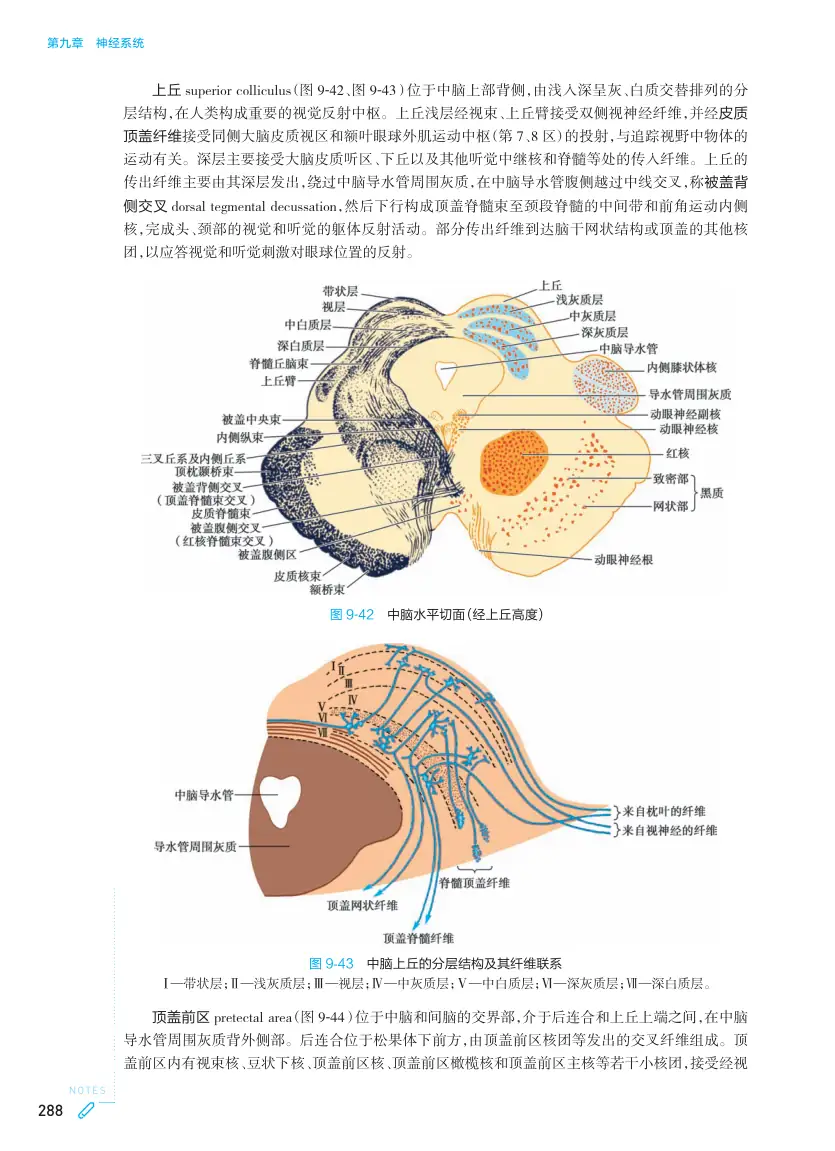 第九章 神经系统
上丘 superior colliculus(图 9-42、图 9-43)位于中脑上部背侧,由浅入深呈灰、白质交替排列的分
层结构,在人类构成重要的视觉反射中枢。上丘浅层经视束、上丘臂接受双侧视神经纤维,并经皮质
顶盖纤维接受同侧大脑皮质视区和额叶眼球外肌运动中枢(第 7、8 区)的投射,与追踪视野中物体的
运动有关。深层主要接受大脑皮质听区、下丘以及其他听觉中继核和脊髓等处的传入纤维。上丘的
传出纤维主要由其深层发出,绕过中脑导水管周围灰质,在中脑导水管腹侧越过中线交叉,称被盖背
侧交叉 dorsal tegmental decussation,然后下行构成顶盖脊髓束至颈段脊髓的中间带和前角运动内侧
核,完成头、颈部的视觉和听觉的躯体反射活动。部分传出纤维到达脑干网状结构或顶盖的其他核
团,以应答视觉和听觉刺激对眼球位置的反射。
带状层
视层
中白质层
深白质层
脊髓丘脑束
上丘臂
被盖中央束
内侧纵束
三叉丘系及内侧丘系
顶枕颞桥束
被盖背侧交叉
(顶盖脊髓束交叉)
皮质脊髓束
被盖腹侧交叉
(红核脊髓束交叉)
被盖腹侧区
皮质核束
额桥束
上丘
浅灰质层
中灰质层
深灰质层
中脑导水管
内侧膝状体核
导水管周围灰质
动眼神经副核
动眼神经核
红核
致密部
黑质
网状部
动眼神经根
图 9-42 中脑水平切面(经上丘高度)
Ⅰ
Ⅱ
Ⅲ
Ⅳ
Ⅴ
Ⅵ
Ⅶ
中脑导水管
导水管周围灰质
来自枕叶的纤维
来自视神经的纤维
脊髓顶盖纤维
顶盖网状纤维
顶盖脊髓纤维
图 9-43 中脑上丘的分层结构及其纤维联系
Ⅰ—带状层;Ⅱ—浅灰质层;Ⅲ—视层;Ⅳ—中灰质层;Ⅴ—中白质层;Ⅵ—深灰质层;Ⅶ—深白质层。
顶盖前区 pretectal area(图 9-44)位于中脑和间脑的交界部,介于后连合和上丘上端之间,在中脑
导水管周围灰质背外侧部。后连合位于松果体下前方,由顶盖前区核团等发出的交叉纤维组成。顶
盖前区内有视束核、豆状下核、顶盖前区核、顶盖前区橄榄核和顶盖前区主核等若干小核团,接受经视
NOTES
288